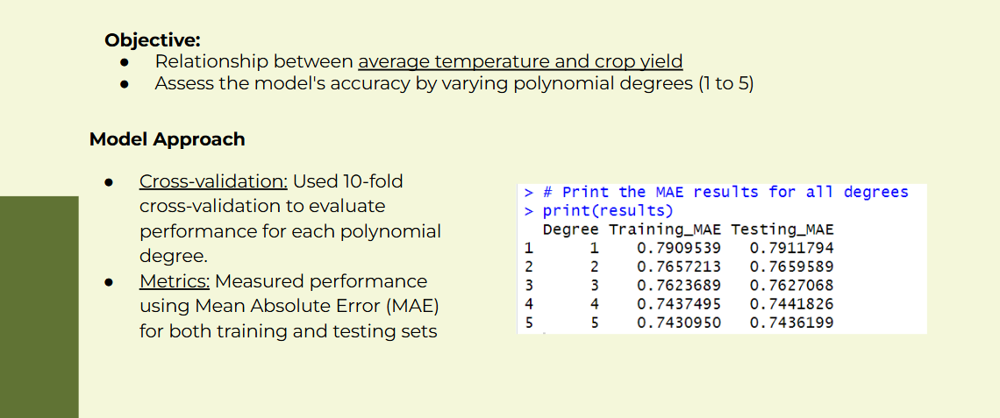 Objective:
● Relationship between average temperature and crop yield
● Assess the model's accuracy by varying polynomial degrees (1 to 5)
Model Approach
● Cross-validation: Used 10-fold
cross-validation to evaluate
performance for each polynomial
degree.
● Metrics: Measured performance
using Mean Absolute Error (MAE)
for both training and testing sets
> # Print the MAE results for all degrees
> print(results)
Degree Training_MAE Testing_MAE
1 1 0.7909539 0.7911794
2 2 0.7657213 0.7659589
3 3 0.7623689 0.7627068
4 4 0.7437495 0.7441826
5 5 0.7430950 0.7436199